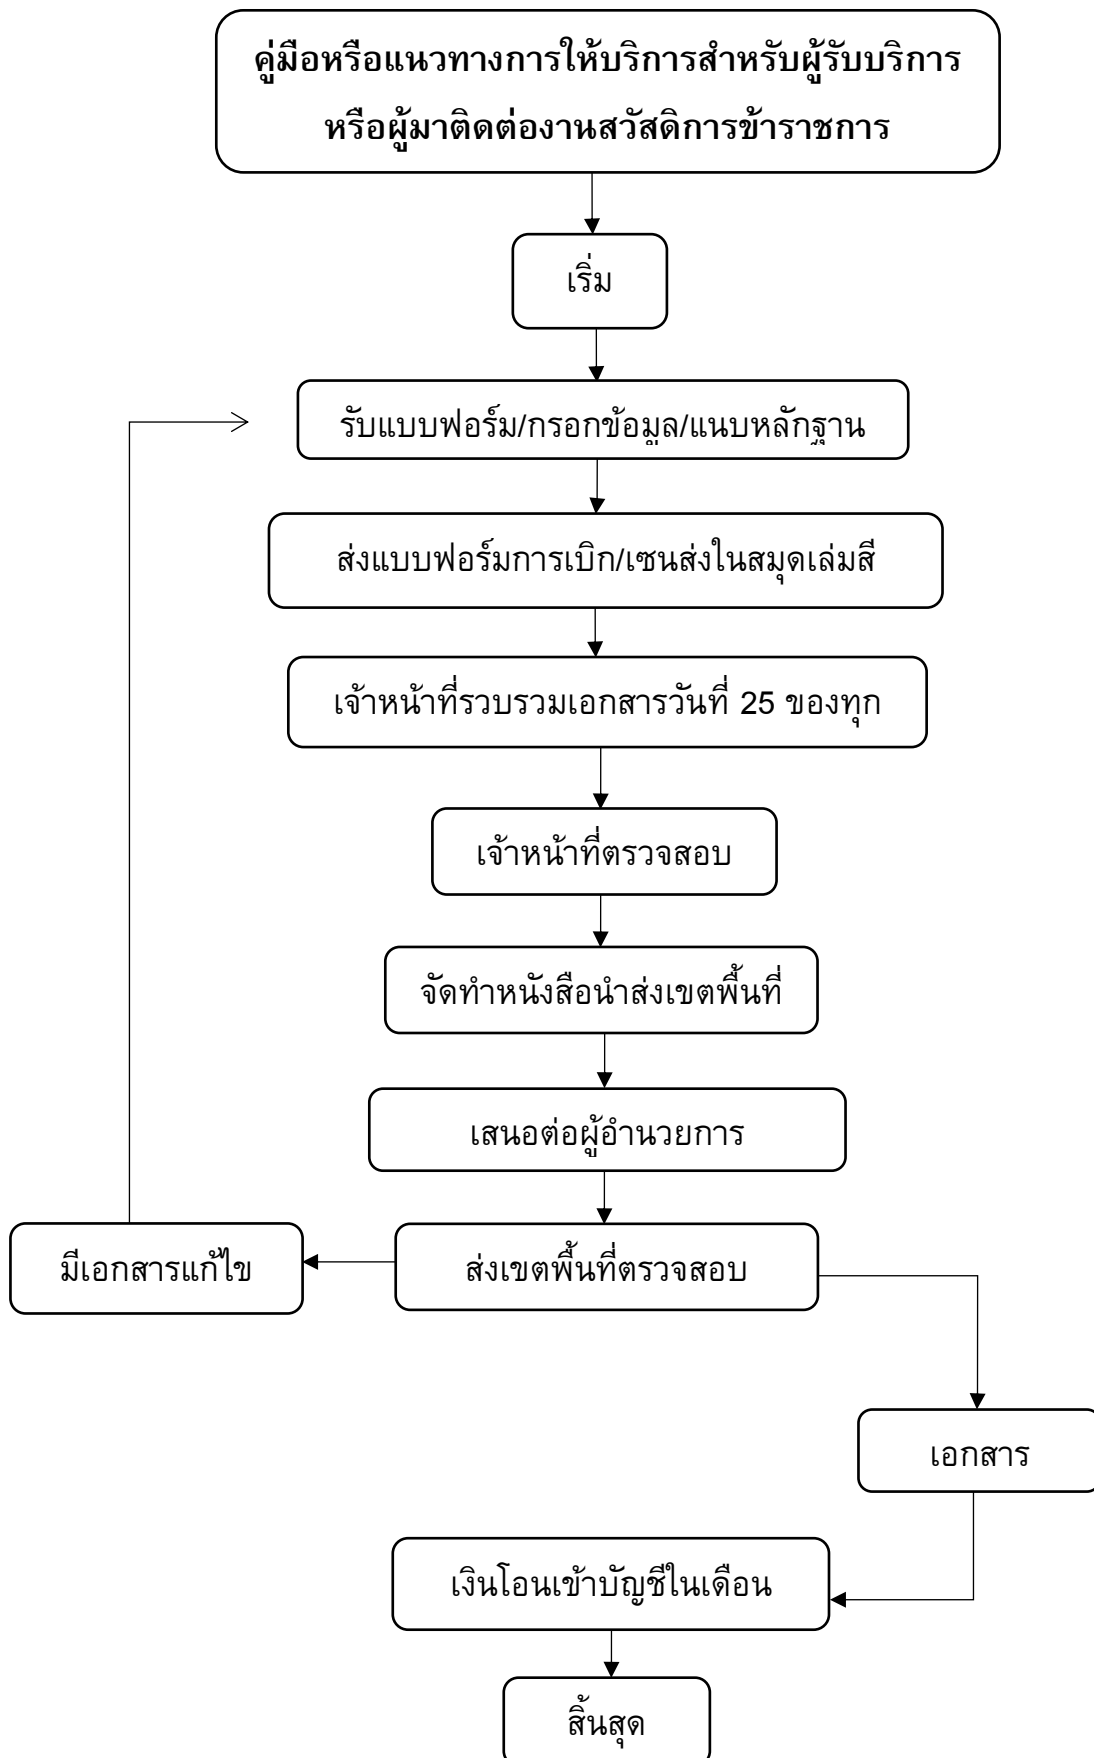 คู่มือหรือแนวทางการให้บริการสำหรับผู้รับบริการ
หรือผู้มาติดต่องานสวัสดิการข้าราชการ
เริ่ม
รับแบบฟอร์ม/กรอกข้อมูล/แนบหลักฐาน
ส่งแบบฟอร์มการเบิก/เซนส่งในสมุดเล่มสี
เจ้าหน้าที่รวบรวมเอกสารวันที่ 25 ของทุก
เจ้าหน้าที่ตรวจสอบ
จัดทำหนังสือนำส่งเขตพื้นที่
เสนอต่อผู้อำนวยการ
มีเอกสารแก้ไข
ส่งเขตพื้นที่ตรวจสอบ
เอกสาร
เงินโอนเข้าบัญชีในเดือน
สิ้นสุด